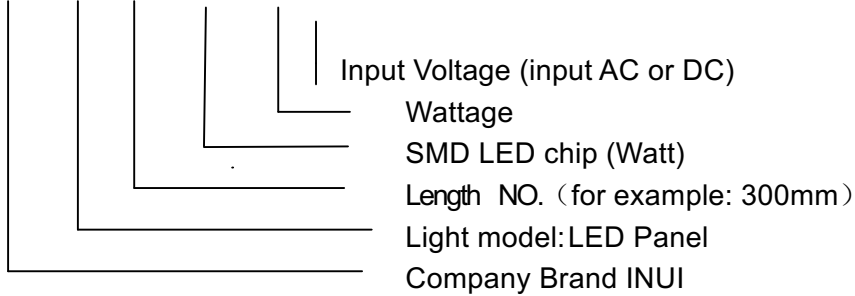 Input Voltage (input AC or DC)
Wattage
SMD LED chip (Watt)
Length NO.（for example: 300mm）
Light model:LED Panel
Company Brand INUI